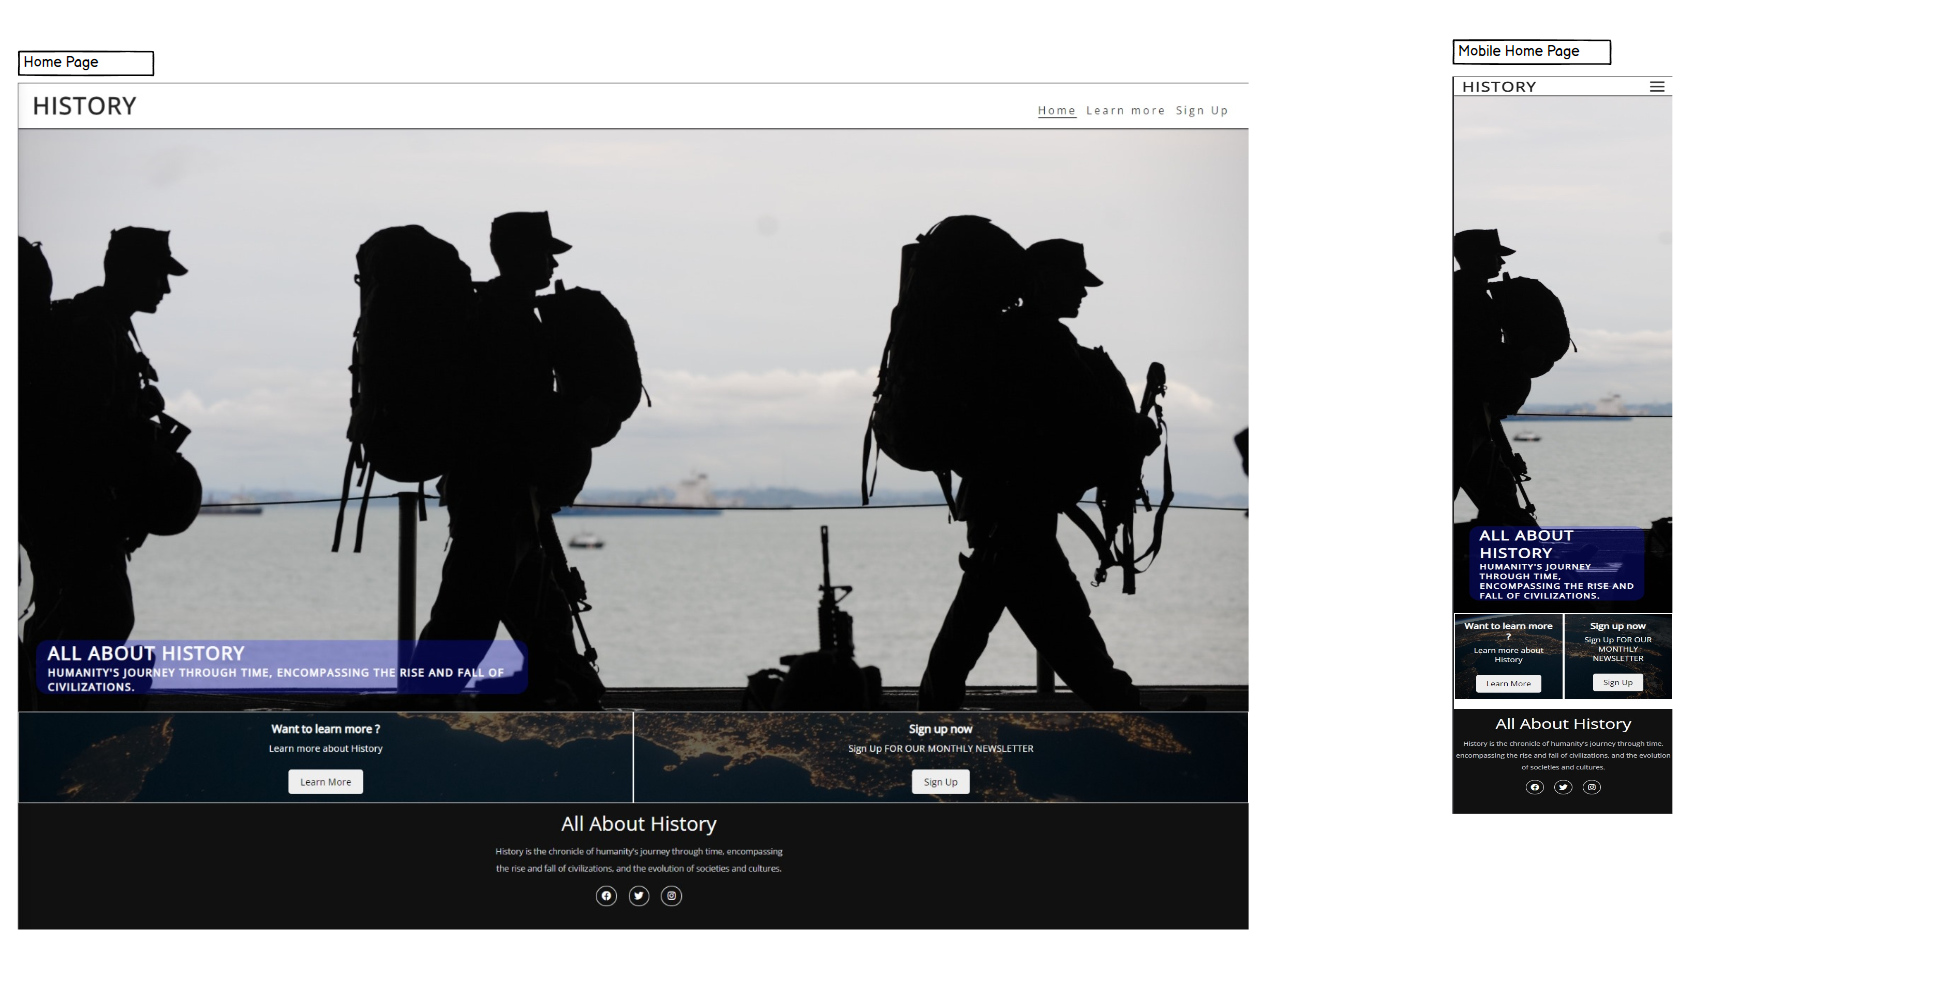 Home Page
HISTORY
Home Learn more Sign Up
ALL ABOUT HISTORY
HUMANITY'S JOURNEY THROUGH TIME, ENCOMPASSING THE RISE AND FALL OF
CIVILIZATIONS.
Want to learn more ?
Learn more about History
Learn More
Sign up now
Sign Up FOR OUR MONTHLY NEWSLETTER
Sign Up
All About History
History is the chronicle of humanity's journey through time, encompassing
the rise and fall of civilizations, and the evolution of societies and cultures.
Mobile Home Page
HISTORY
ALL ABOUT
HISTORY
HUMANITY'S JOURNEY
THROUGH TIME,
ENCOMPASSING THE RISE AND
FALL OF CIVILIZATIONS.
Want to learn more
?
Learn more about
History
Learn More
Sign up now
Sign Up FOR OUR
MONTHLY
NEWSLETTER
Sign Up
All About History
History is the chronicle of humanity's journey through time,
encompassing the rise and fall of civilizations, and the evolution
of societies and cultures.